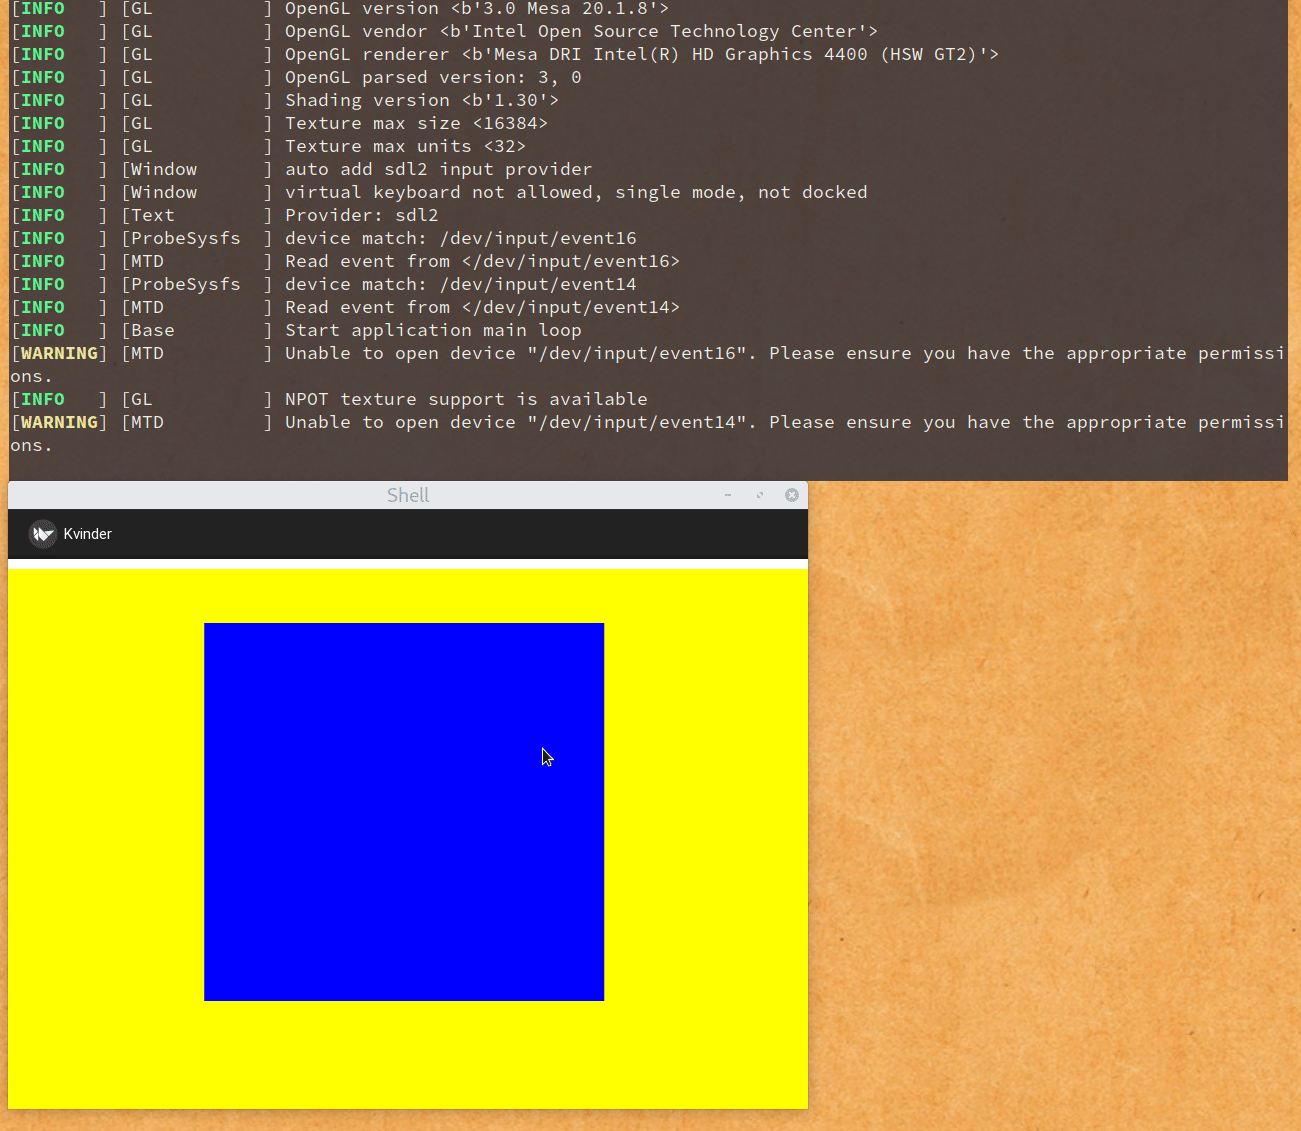 [INFO   ] [GL          ] OpenGL version <b'3.0 Mesa 20.1.8'>
[INFO   ] [GL          ] OpenGL vendor <b'Intel Open Source Technology Center'>
[INFO   ] [GL          ] OpenGL renderer <b'Mesa DRI Intel(R) HD Graphics 4400 (HSW GT2)'>
[INFO   ] [GL          ] OpenGL parsed version: 3, 0
[INFO   ] [GL          ] Shading version <b'1.30'>
[INFO   ] [GL          ] Texture max size <16384>
[INFO   ] [GL          ] Texture max units <32>
[INFO   ] [Window      ] auto add sdl2 input provider
[INFO   ] [Window      ] virtual keyboard not allowed, single mode, not docked
[INFO   ] [Text        ] Provider: sdl2
[INFO   ] [ProbeSysfs  ] device match: /dev/input/event16
[INFO   ] [MTD         ] Read event from </dev/input/event16>
[INFO   ] [ProbeSysfs  ] device match: /dev/input/event14
[INFO   ] [MTD         ] Read event from </dev/input/event14>
[INFO   ] [Base        ] Start application main loop
[WARNING] [MTD         ] Unable to open device "/dev/input/event16". Please ensure you have the appropriate permissi
ons.
[INFO   ] [GL          ] NPOT texture support is available
[WARNING] [MTD         ] Unable to open device "/dev/input/event14". Please ensure you have the appropriate permissi
ons.
Shell
Kvinder